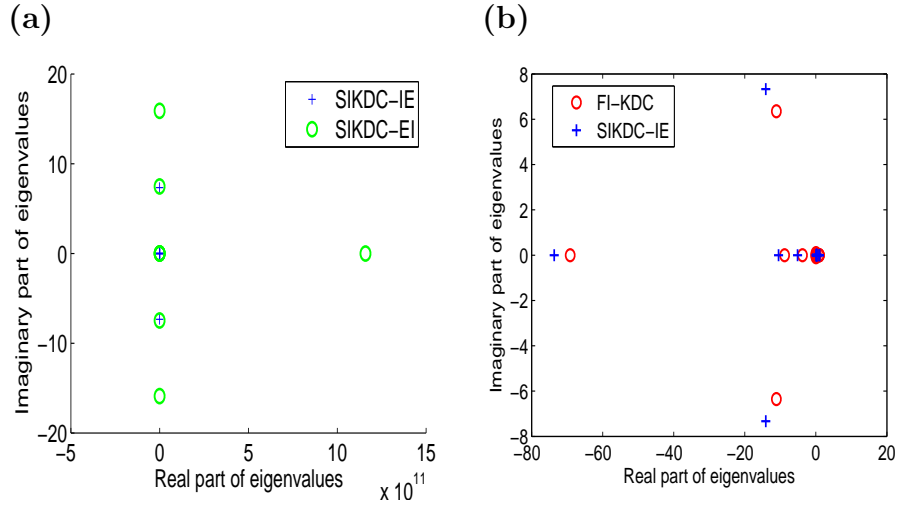 (a)
20
10
0
−10
−20
−5
0
5
10
15
x 10^11
Real part of eigenvalues
Imaginary part of eigenvalues
SIKDC−IE
SIKDC−EI
(b)
8
6
4
2
0
−2
−4
−6
−8
−80
−60
−40
−20
0
20
Real part of eigenvalues
Imaginary part of eigenvalues
FI−KDC
SIKDC−IE